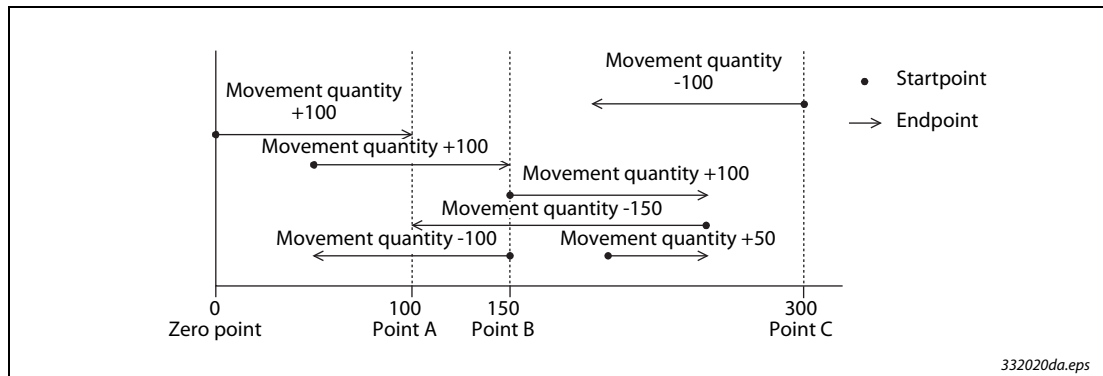 Movement quantity
-100
Startpoint
Movement quantity
+100
Endpoint
Movement quantity +100
Movement quantity +100
Movement quantity -150
Movement quantity -100
Movement quantity +50
0
100
150
300
Zero point
Point A
Point B
Point C
332020da.eps